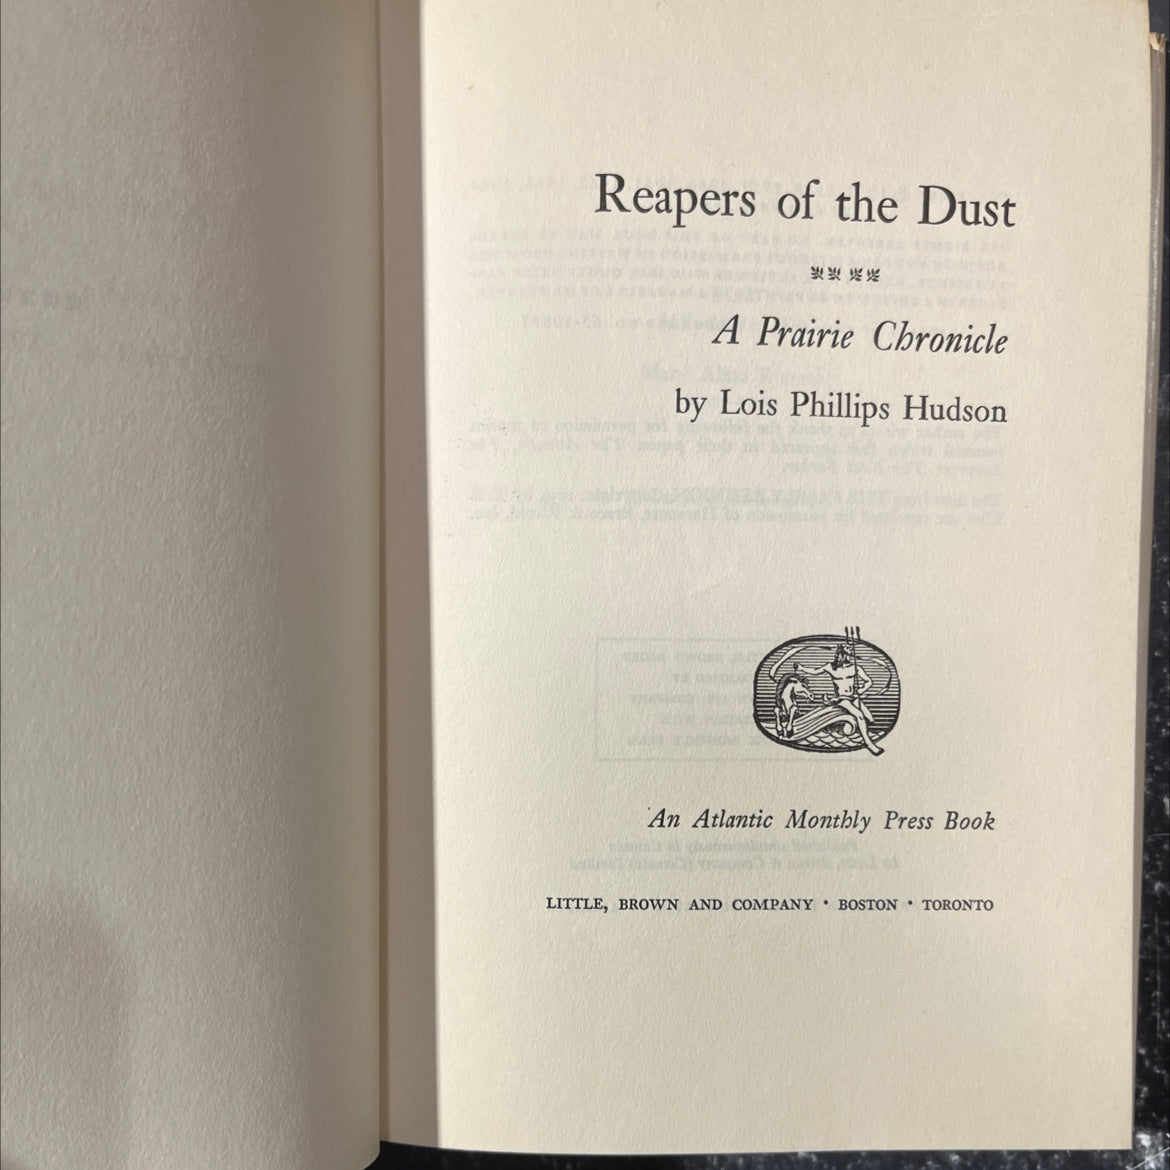 Reapers of the Dust
A Prairie Chronicle
by Lois Phillips Hudson
An Atlantic Monthly Press Book
LITTLE, BROWN AND COMPANY • BOSTON • TORONTO